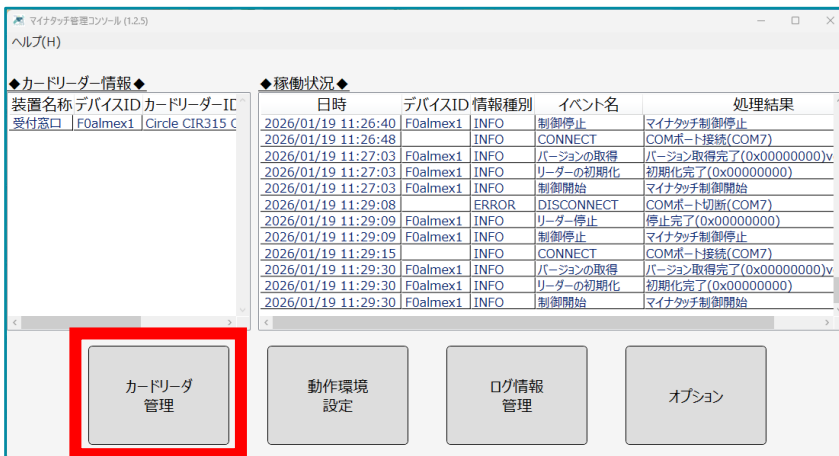 マイナタッチ管理コンソール (1.2.5)
ヘルプ(H)
◆カードリーダー情報◆
装置名称 デバイスID カードリーダーID
受付窓口 F0almex1 Circle CIR315 C
◆稼働状況◆
日時 デバイスID 情報種別 イベント名 処理結果
2026/01/19 11:26:40 F0almex1 INFO 制御停止 マイナタッチ制御停止
2026/01/19 11:26:48 INFO CONNECT COMポート接続(COM7)
2026/01/19 11:27:03 F0almex1 INFO バージョンの取得 バージョン取得完了(0x00000000)v
2026/01/19 11:27:03 F0almex1 INFO リーダーの初期化 初期化完了(0x00000000)
2026/01/19 11:27:03 F0almex1 INFO 制御開始 マイナタッチ制御開始
2026/01/19 11:29:08 ERROR DISCONNECT COMポート切断(COM7)
2026/01/19 11:29:09 F0almex1 INFO リーダー停止 停止完了(0x00000000)
2026/01/19 11:29:09 F0almex1 INFO 制御停止 マイナタッチ制御停止
2026/01/19 11:29:15 INFO CONNECT COMポート接続(COM7)
2026/01/19 11:29:30 F0almex1 INFO バージョンの取得 バージョン取得完了(0x00000000)v
2026/01/19 11:29:30 F0almex1 INFO リーダーの初期化 初期化完了(0x00000000)
2026/01/19 11:29:30 F0almex1 INFO 制御開始 マイナタッチ制御開始
カードリーダ
管理
動作環境
設定
ログ情報
管理
オプション